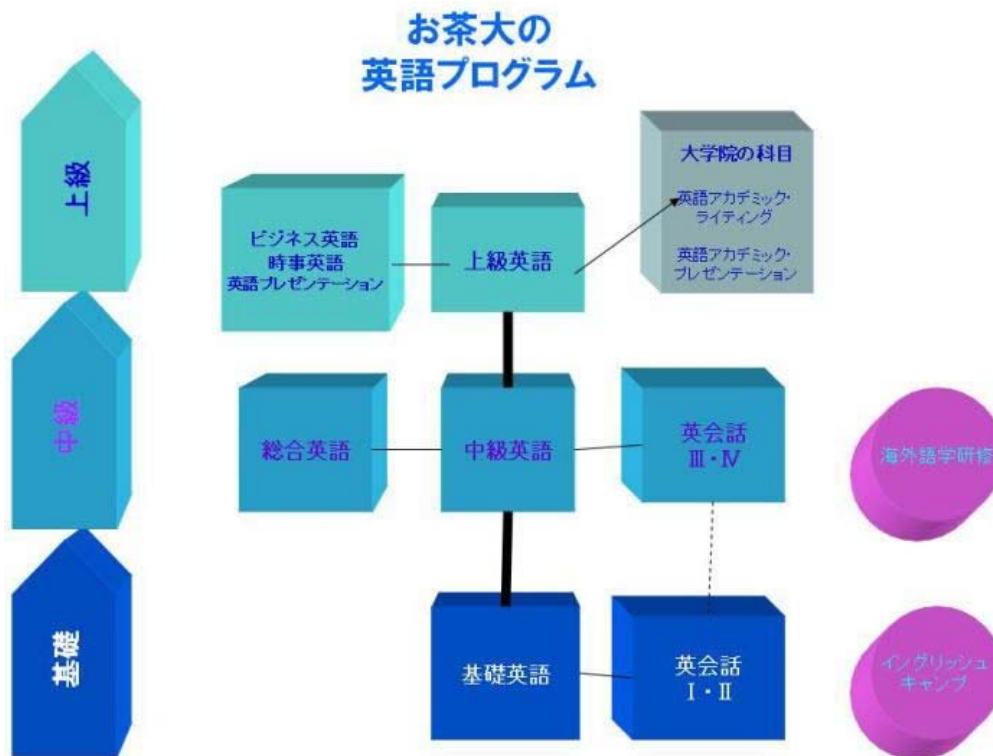 お茶大の
英語プログラム
上級
ビジネス英語
時事英語
英語プレゼンテーション
上級英語
大学院の科目
英語アカデミック・
ライティング
英語アカデミック・
プレゼンテーション
中級
総合英語
中級英語
英会話
Ⅲ・Ⅳ
海外語学研修
基礎
基礎英語
英会話
Ⅰ・Ⅱ
イングリッシュ
キャンプ